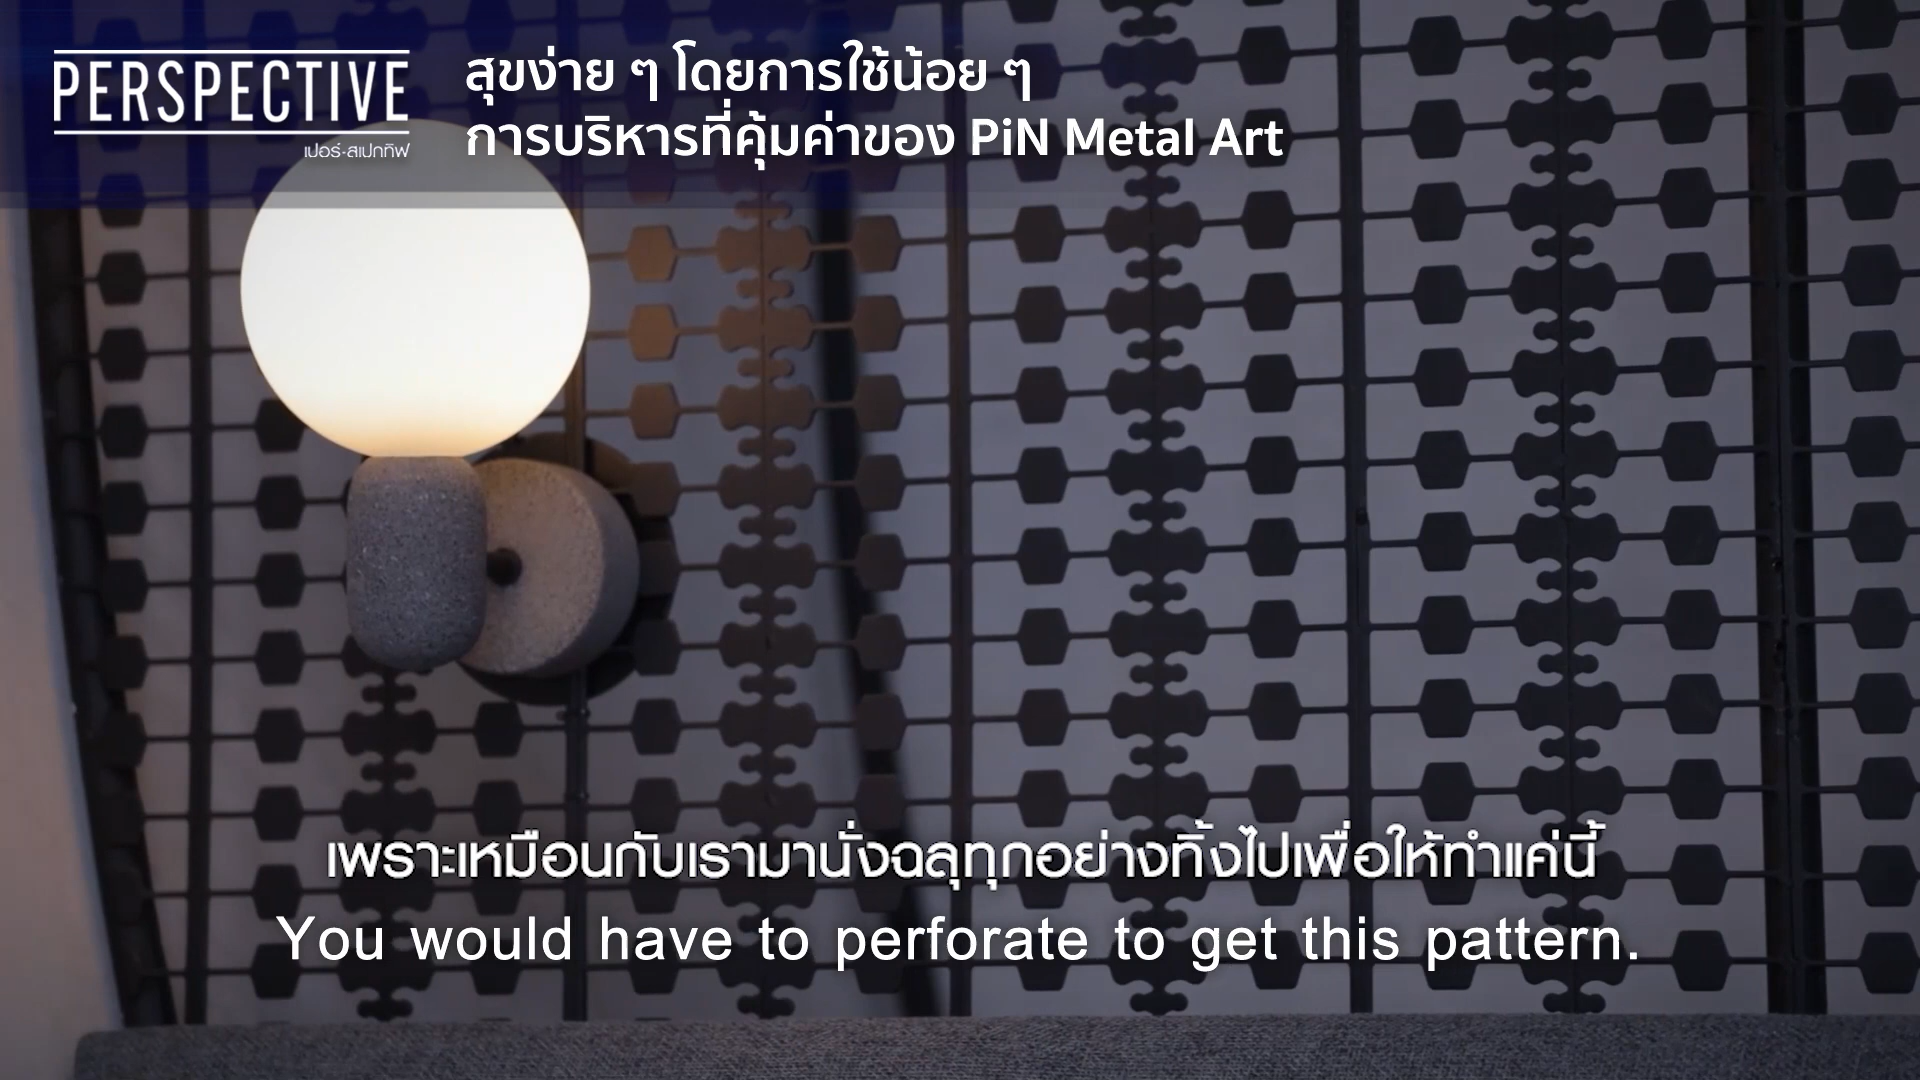 PERSPECTIVE
เปอร์-สเปกทิฟ
สุขง่าย ๆ โดยการใช้น้อย ๆ
การบริหารที่คุ้มค่าของ PiN Metal Art
เพราะเหมือนกับเรามานั่งฉลุทุกอย่างทิ้งไปเพื่อให้ทำแค่นี้
You would have to perforate to get this pattern.